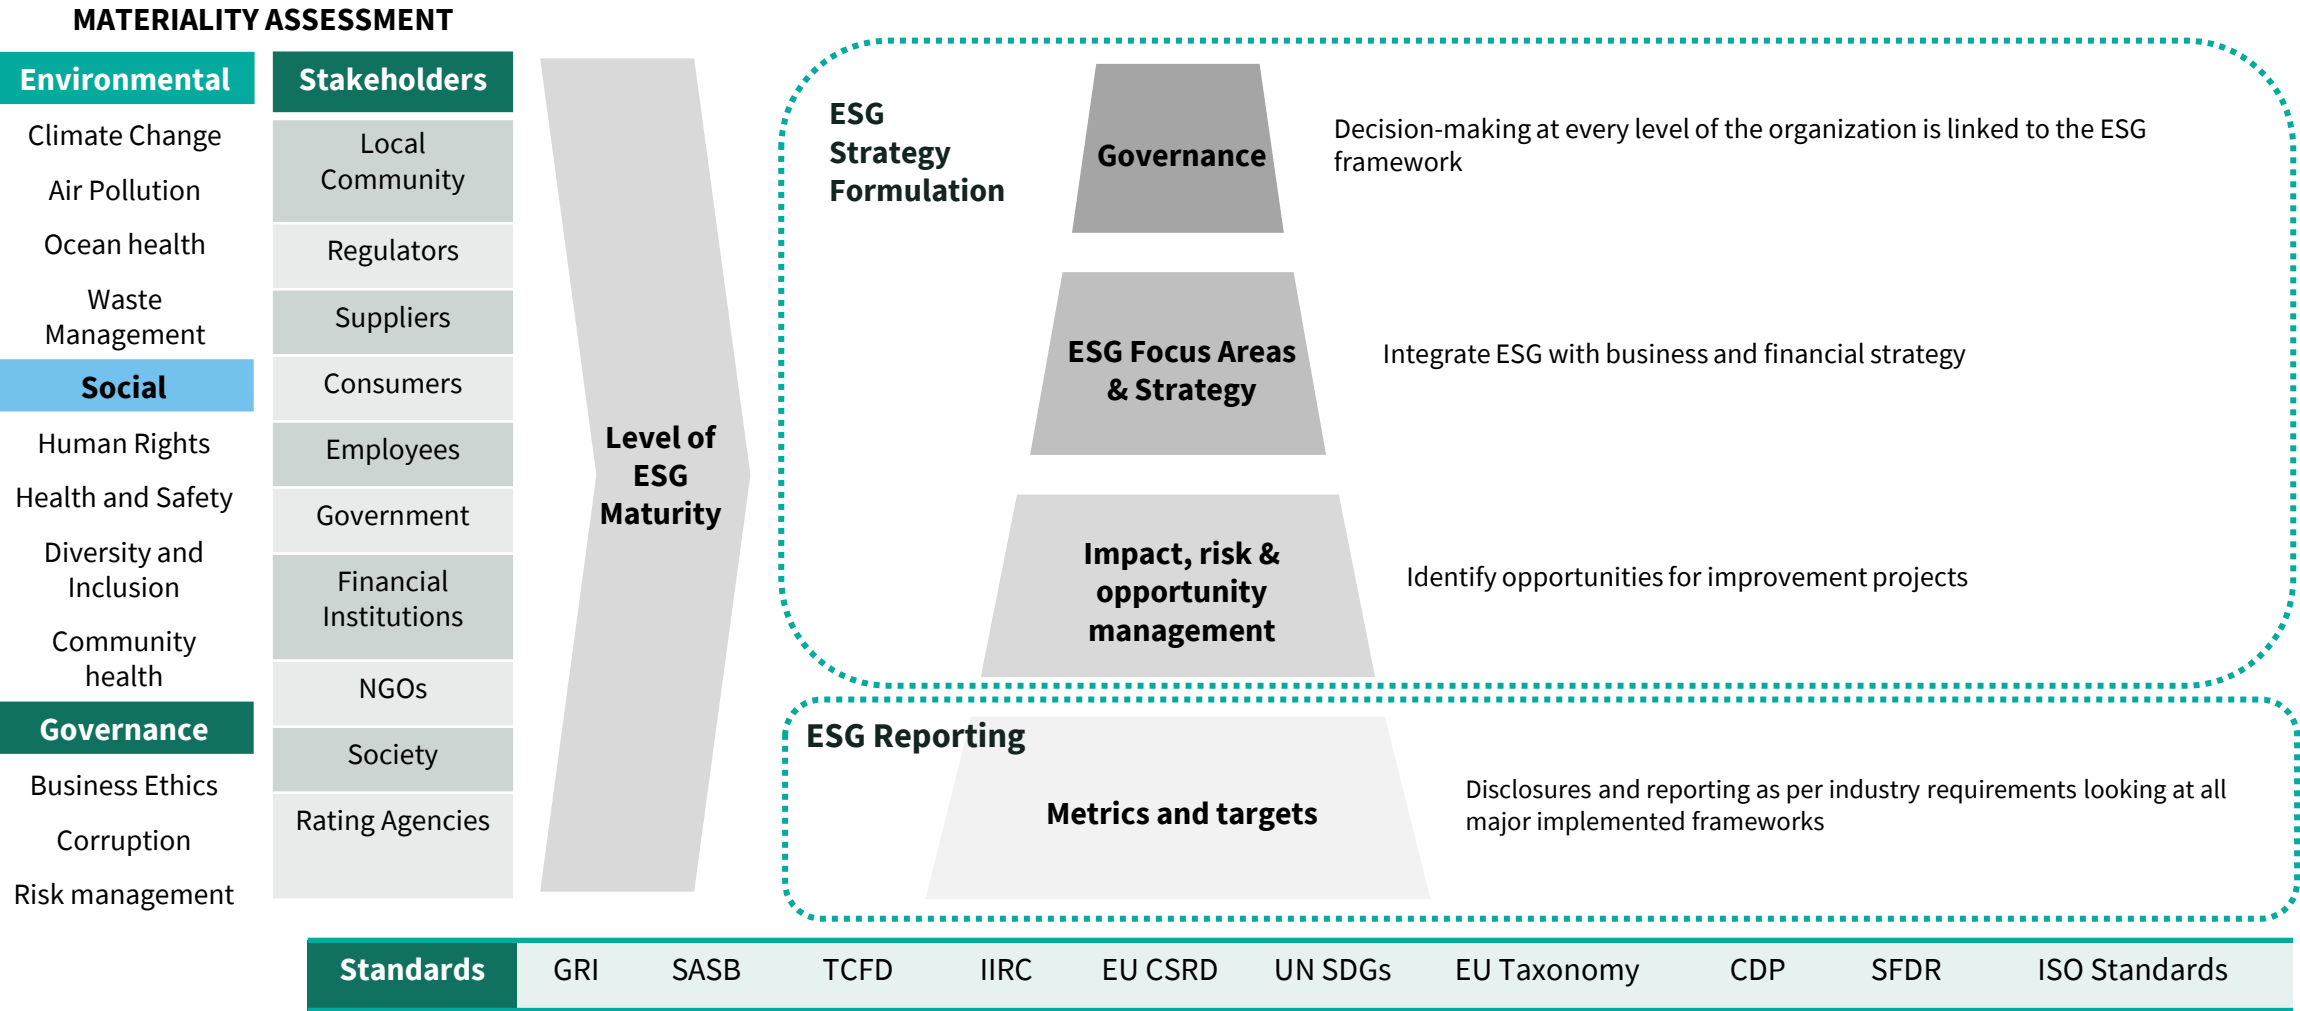 MATERIALITY ASSESSMENT
Environmental
Climate Change
Air Pollution
Ocean health
Waste
Management
Social
Human Rights
Health and Safety
Diversity and
Inclusion
Community
health
Governance
Business Ethics
Corruption
Risk management
Stakeholders
Local
Community
Regulators
Suppliers
Consumers
Employees
Government
Financial
Institutions
NGOs
Society
Rating Agencies
Level of
ESG
Maturity
ESG
Strategy
Formulation
Governance
Decision-making at every level of the organization is linked to the ESG
framework
ESG Focus Areas
& Strategy
Integrate ESG with business and financial strategy
Impact, risk &
opportunity
management
Identify opportunities for improvement projects
ESG Reporting
Metrics and targets
Disclosures and reporting as per industry requirements looking at all
major implemented frameworks
Standards GRI SASB TCFD IIRC EU CSRD UN SDGs EU Taxonomy CDP SFDR ISO Standards